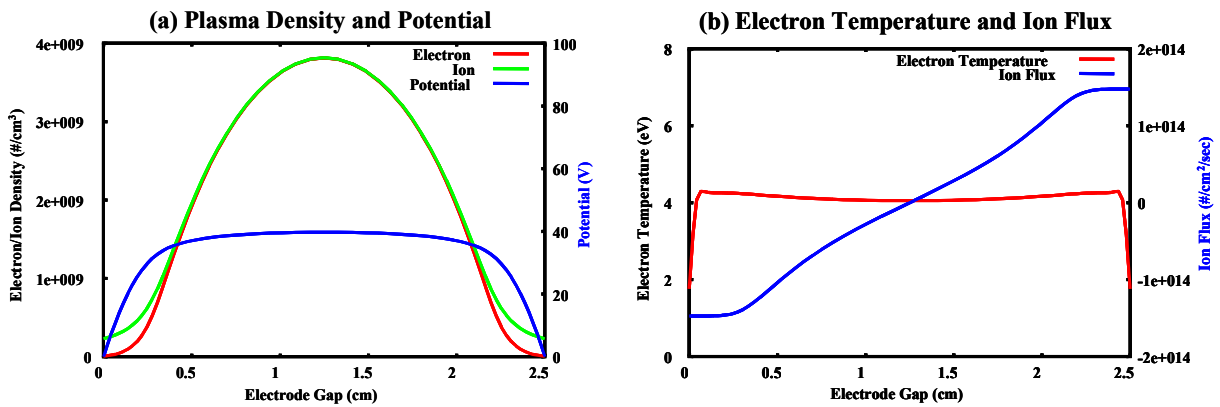 (a) Plasma Density and Potential
4e+009
3e+009
2e+009
1e+009
0
Electron/Ion Density (#/cm3)
Electron
Ion
Potential
100
80
60
40
20
0
Potential (V)
0
0.5
1
1.5
2
2.5
Electrode Gap (cm)
(b) Electron Temperature and Ion Flux
8
6
4
2
0
Electron Temperature (eV)
Electron Temperature
Ion Flux
2e+014
1e+014
0
-1e+014
-2e+014
Ion Flux (#/cm2/sec)
0
0.5
1
1.5
2
2.5
Electrode Gap (cm)